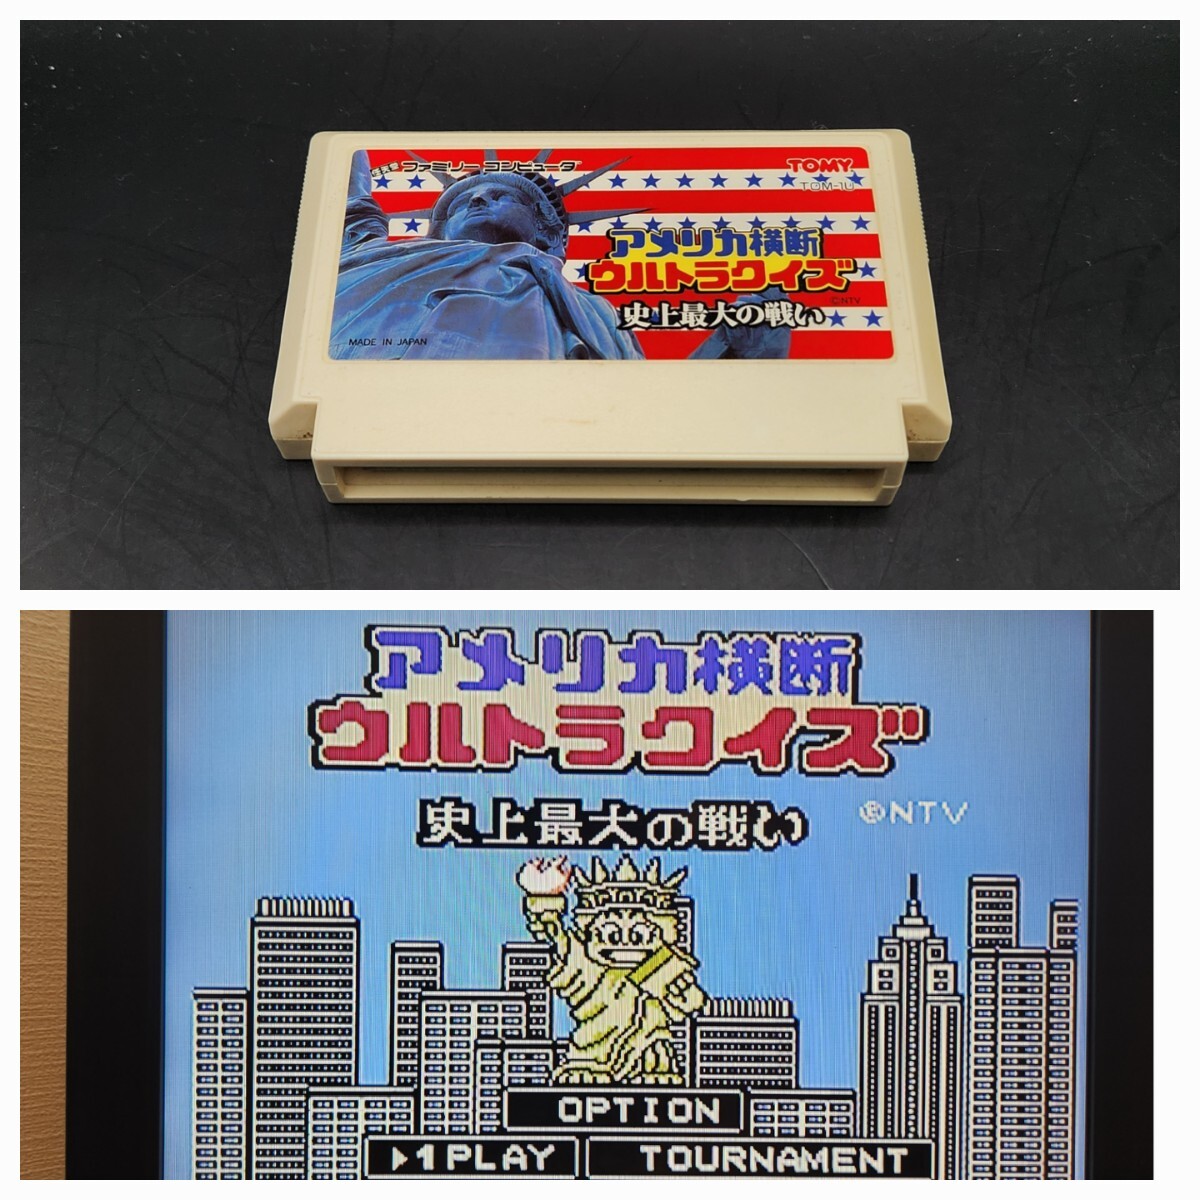 ファミリーコンピュータ
TOMY
TOM-10
アメリカ横断
ウルトラクイズ
©NTV
史上最大の戦い
MADE IN JAPAN
アメリカ横断
ウルトラクイズ
史上最大の戦い
©NTV
OPTION
1PLAY
TOURNAMENT